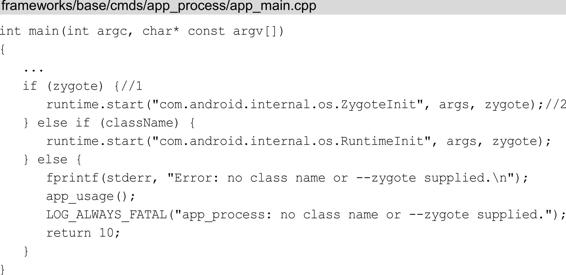 frameworks/base/cmds/app_process/app_main.cpp
int main(int argc, char* const argv[])
{
...
if (zygote) {//1
runtime.start("com.android.internal.os.ZygoteInit", args, zygote);//2
} else if (className) {
runtime.start("com.android.internal.os.RuntimeInit", args, zygote);
} else {
fprintf(stderr, "Error: no class name or --zygote supplied.\n");
app_usage();
LOG_ALWAYS_FATAL("app_process: no class name or --zygote supplied.");
return 10;
}
}